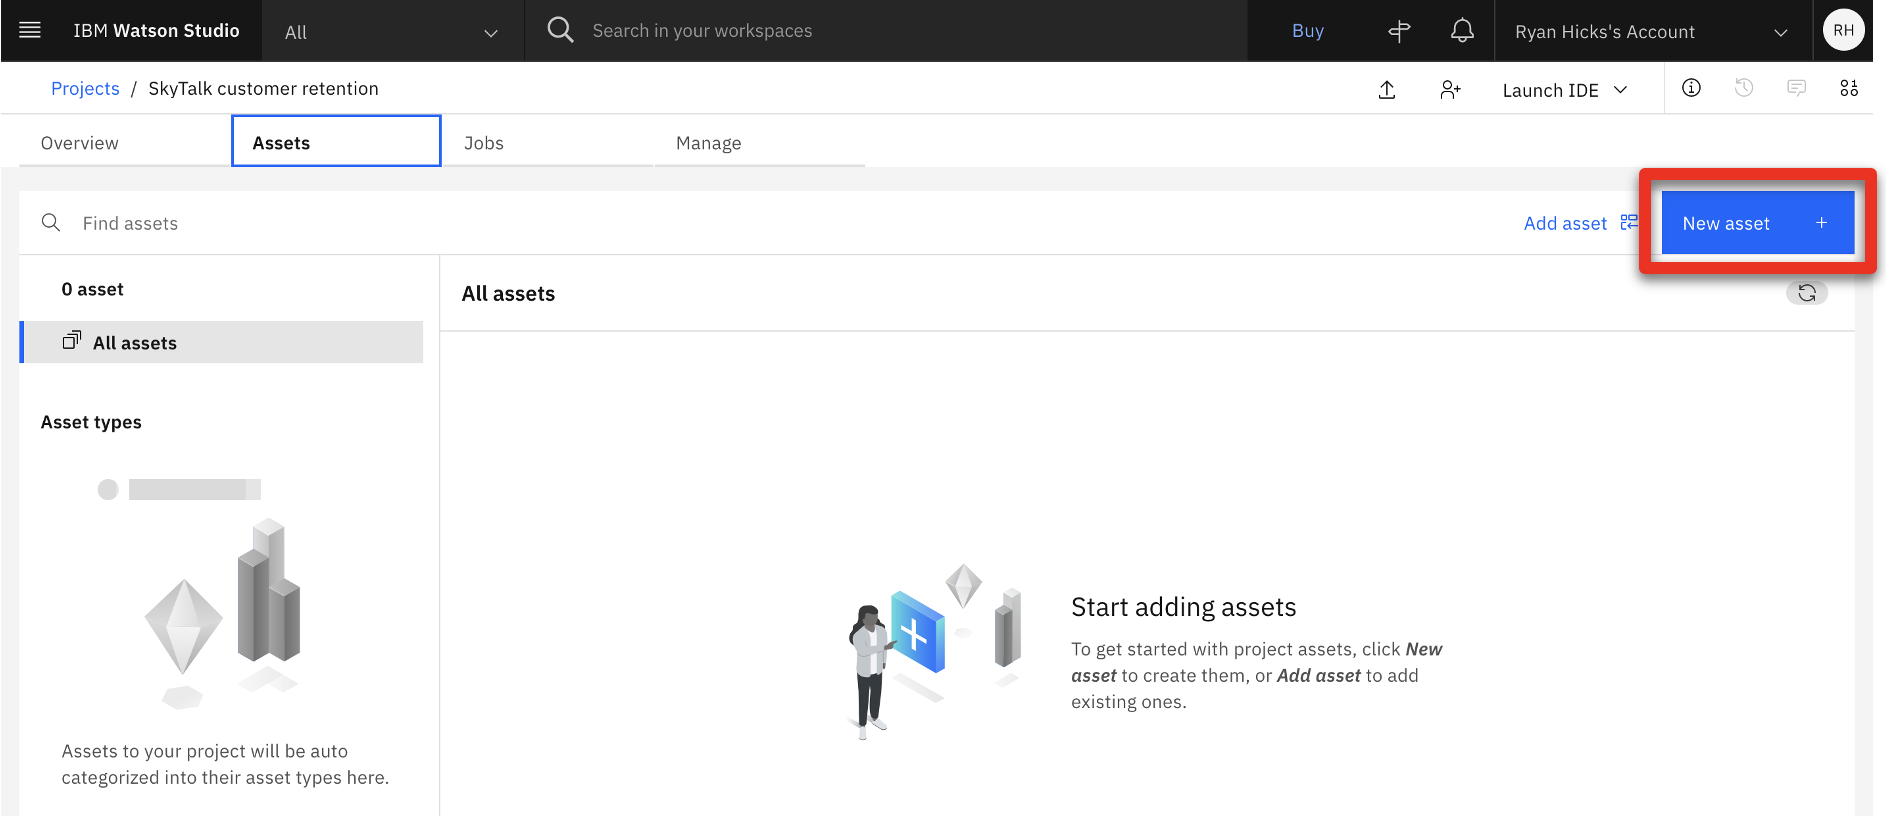 IBM Watson Studio
All
Search in your workspaces
Buy
Ryan Hicks's Account
RH
Projects / SkyTalk customer retention
Launch IDE
Overview
Assets
Jobs
Manage
Find assets
Add asset
New asset +
0 asset
All assets
All assets
Asset types
Start adding assets
To get started with project assets, click New
asset to create them, or Add asset to add
existing ones.
Assets to your project will be auto
categorized into their asset types here.